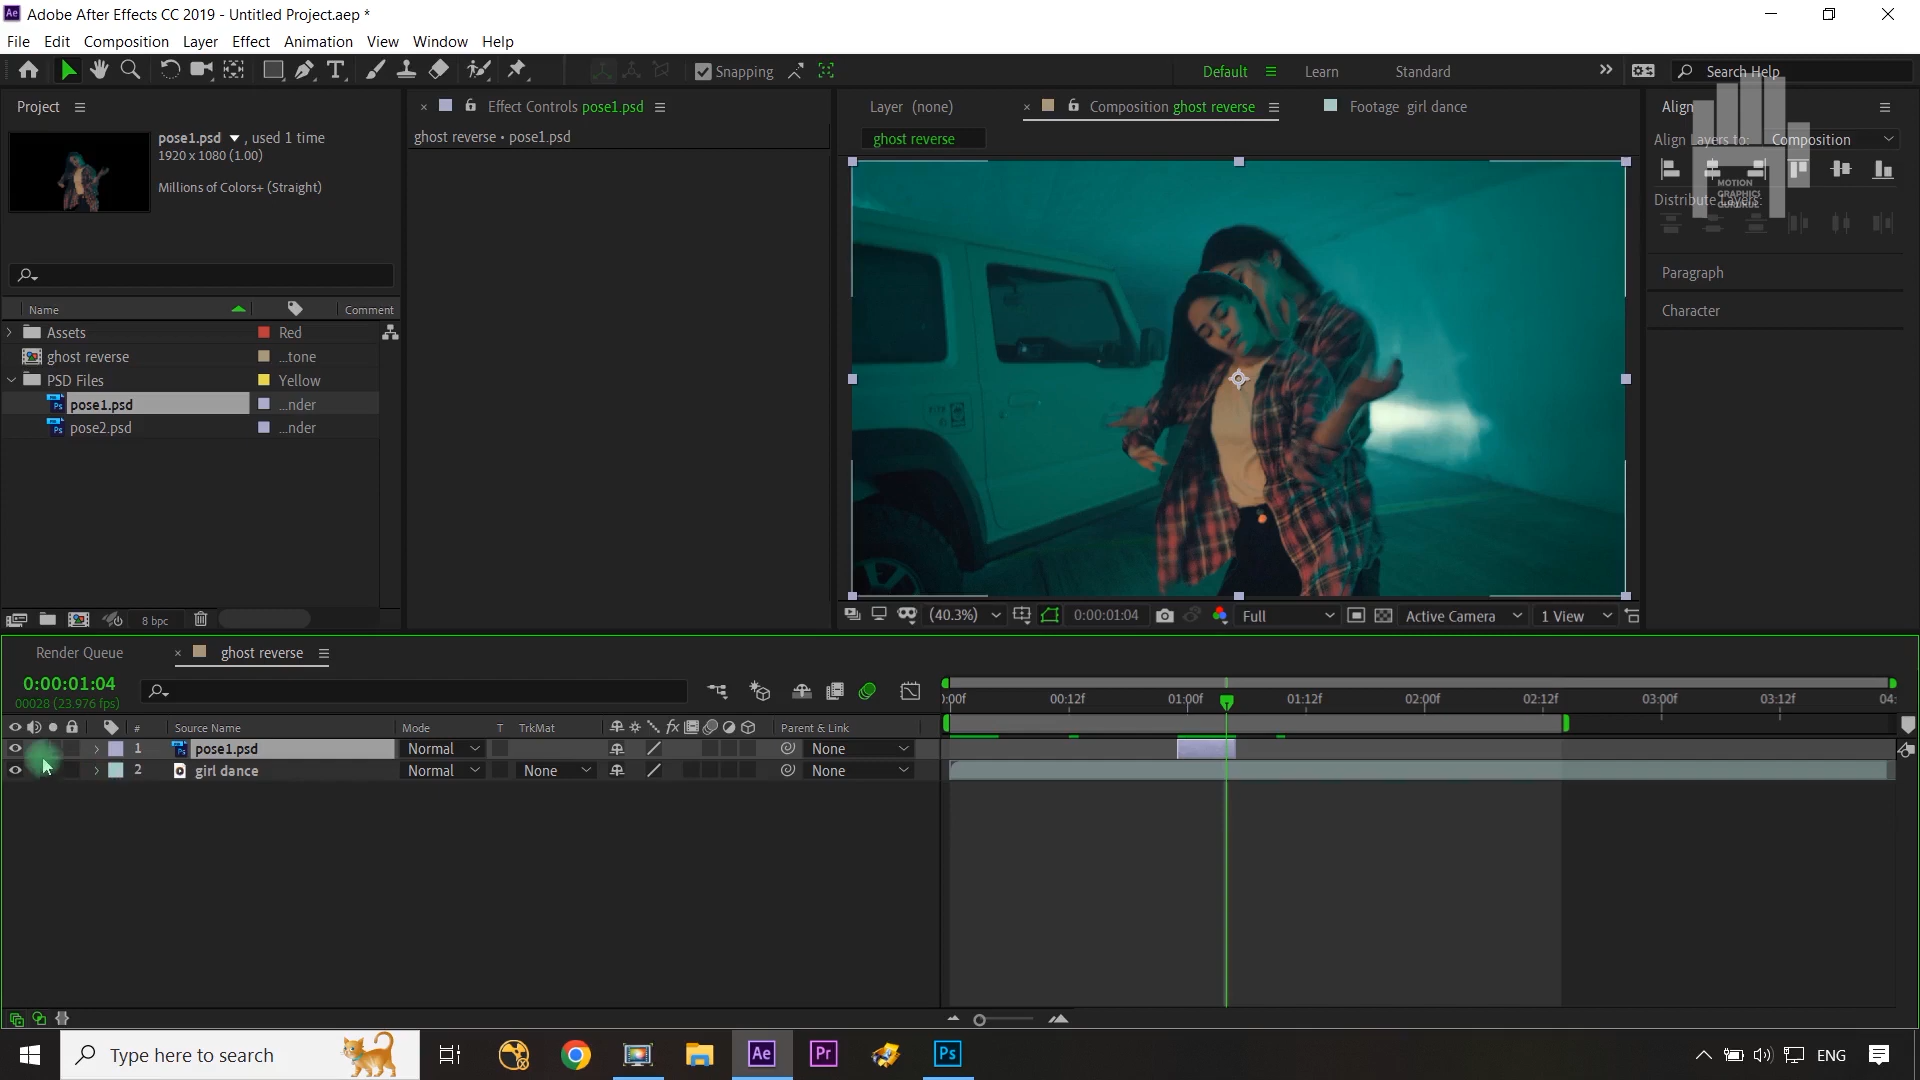 Adobe After Effects CC 2019 - Untitled Project.aep *
File Edit Composition Layer Effect Animation View Window Help
Snapping
Default Learn Standard Search Help
Project
Effect Controls pose1.psd
Layer (none) Composition ghost reverse Footage girl dance
Align
pose1.psd , used 1 time
1920 x 1080 (1.00)
Millions of Colors+ (Straight)
ghost reverse • pose1.psd
ghost reverse
Align Layers to: Composition
MOTION
GRAPHICS
GURUKUL
Distribute Layers:
Paragraph
Character
Name Comment
Assets Red
ghost reverse ...tone
PSD Files Yellow
pose1.psd ...nder
pose2.psd ...nder
8 bpc
(40.3%) 0:00:01:04 Full Active Camera 1 View
Render Queue ghost reverse
0:00:01:04
00028 (23.976 fps)
):00f 00:12f 01:00f 01:12f 02:00f 02:12f 03:00f 03:12f 04:
# Source Name Mode T TrkMat fx Parent & Link
1 pose1.psd Normal None
2 girl dance Normal None None
Type here to search
Ae Pr Ps
ENG